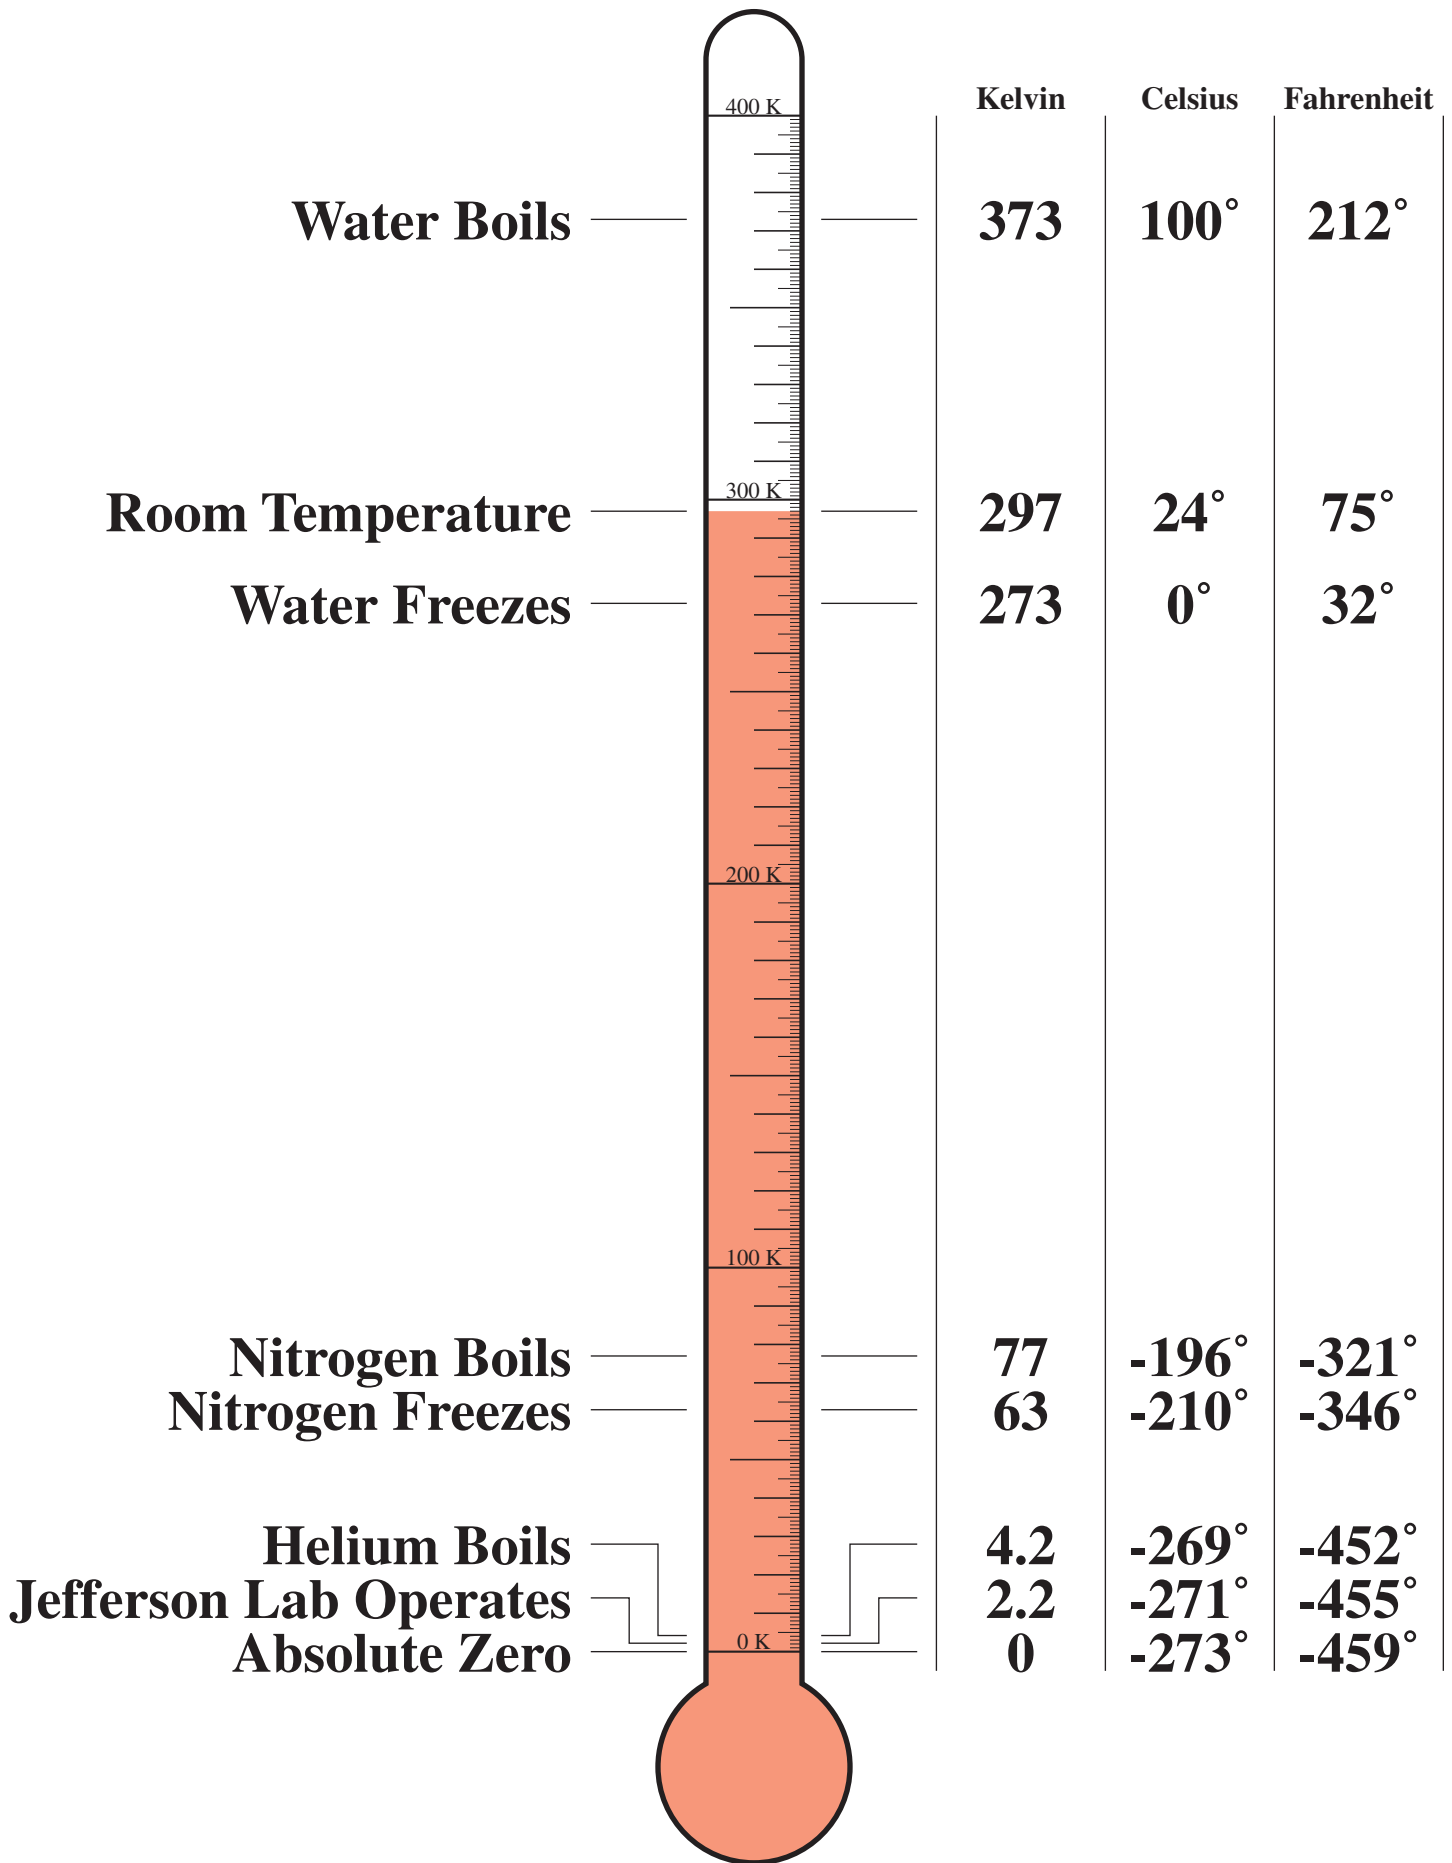 Kelvin Celsius Fahrenheit
400 K
Water Boils 373 100° 212°
300 K
Room Temperature 297 24° 75°
Water Freezes 273 0° 32°
200 K
100 K
Nitrogen Boils 77 -196° -321°
Nitrogen Freezes 63 -210° -346°
Helium Boils 4.2 -269° -452°
Jefferson Lab Operates 2.2 -271° -455°
0 K
Absolute Zero 0 -273° -459°